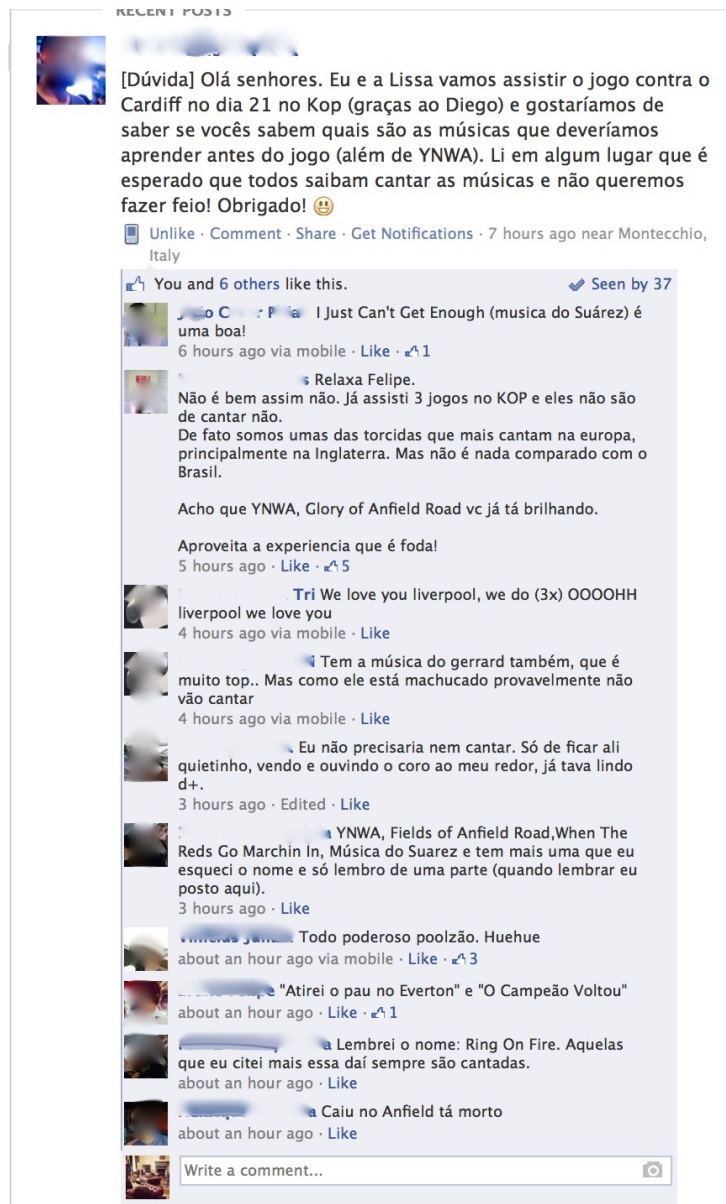 RECENT POSTS
[Dúvida] Olá senhores. Eu e a Lissa vamos assistir o jogo contra o
Cardiff no dia 21 no Kop (graças ao Diego) e gostaríamos de
saber se vocês sabem quais são as músicas que deveríamos
aprender antes do jogo (além de YNWA). Li em algum lugar que é
esperado que todos saibam cantar as músicas e não queremos
fazer feio! Obrigado! 😃
Unlike · Comment · Share · Get Notifications · 7 hours ago near Montecchio,
Italy
You and 6 others like this.
Seen by 37
I Just Can't Get Enough (musica do Suárez) é
uma boa!
6 hours ago via mobile · Like · 1
Relaxa Felipe.
Não é bem assim não. Já assisti 3 jogos no KOP e eles não são
de cantar não.
De fato somos umas das torcidas que mais cantam na europa,
principalmente na Inglaterra. Mas não é nada comparado com o
Brasil.
Acho que YNWA, Glory of Anfield Road vc já tá brilhando.
Aproveita a experiencia que é foda!
5 hours ago · Like · 5
Tri We love you liverpool, we do (3x) OOOOHH
liverpool we love you
4 hours ago via mobile · Like
Tem a música do gerrard também, que é
muito top.. Mas como ele está machucado provavelmente não
vão cantar
4 hours ago via mobile · Like
Eu não precisaria nem cantar. Só de ficar ali
quietinho, vendo e ouvindo o coro ao meu redor, já tava lindo
d+.
3 hours ago · Edited · Like
YNWA, Fields of Anfield Road,When The
Reds Go Marchin In, Música do Suarez e tem mais uma que eu
esqueci o nome e só lembro de uma parte (quando lembrar eu
posto aqui).
3 hours ago · Like
Todo poderoso poolzão. Huehue
about an hour ago via mobile · Like · 3
"Atirei o pau no Everton" e "O Campeão Voltou"
about an hour ago · Like · 1
Lembrei o nome: Ring On Fire. Aquelas
que eu citei mais essa daí sempre são cantadas.
about an hour ago · Like
Caiu no Anfield tá morto
about an hour ago · Like
Write a comment...